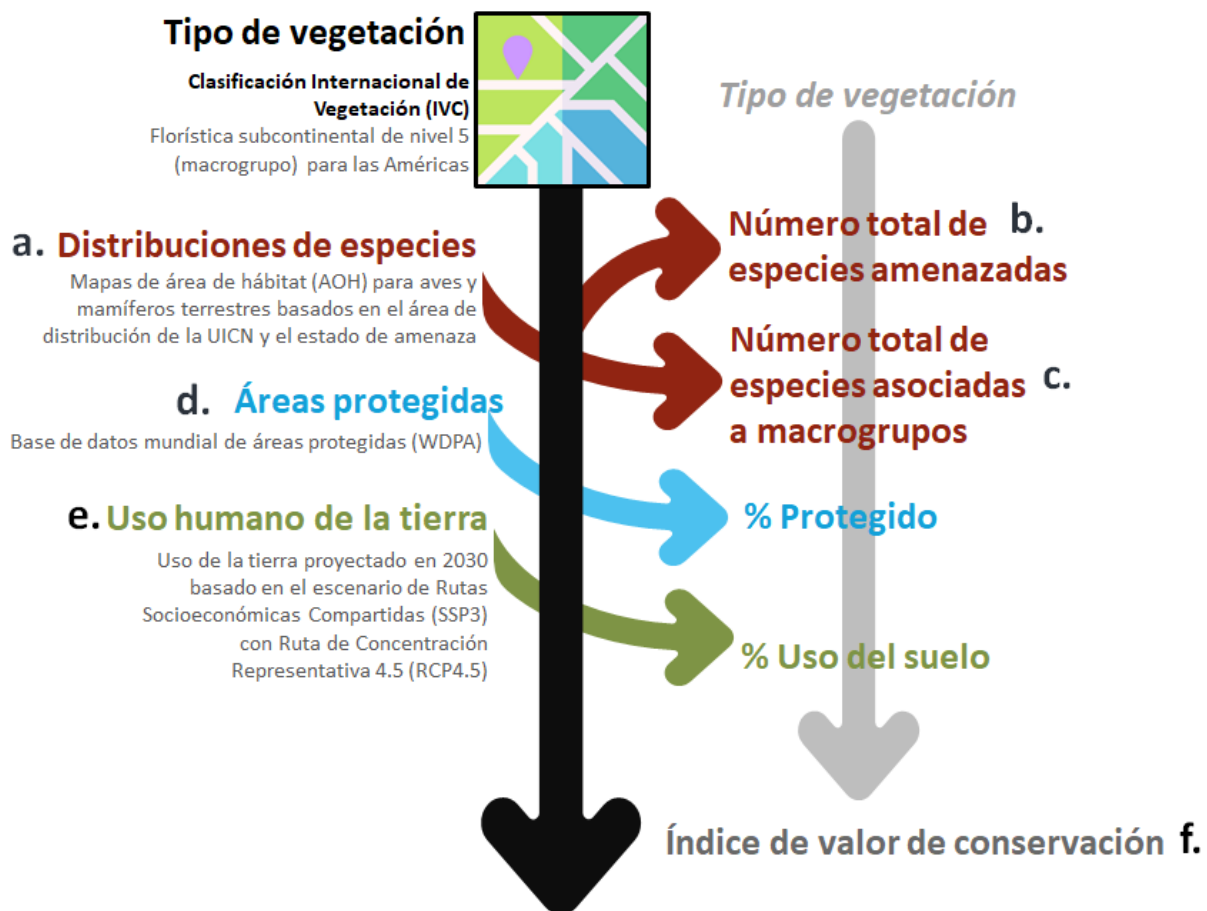 Tipo de vegetación
Clasificación Internacional de
Vegetación (IVC)
Florística subcontinental de nivel 5
(macrogrupo) para las Américas
Tipo de vegetación
a. Distribuciones de especies
Mapas de área de hábitat (AOH) para aves y
mamíferos terrestres basados en el área de
distribución de la UICN y el estado de amenaza
Número total de b.
especies amenazadas
Número total de
especies asociadas c.
a macrogrupos
d. Áreas protegidas
Base de datos mundial de áreas protegidas (WDPA)
% Protegido
e. Uso humano de la tierra
Uso de la tierra proyectado en 2030
basado en el escenario de Rutas
Socioeconómicas Compartidas (SSP3)
con Ruta de Concentración
Representativa 4.5 (RCP4.5)
% Uso del suelo
Índice de valor de conservación f.